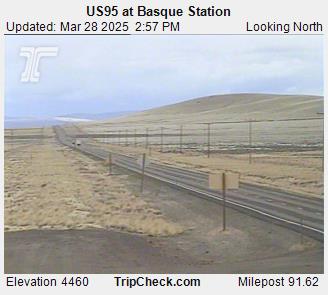 US95 at Basque Station
Updated: Mar 28 2025 2:57 PM Looking North
Elevation 4460 TripCheck.com Milepost 91.62